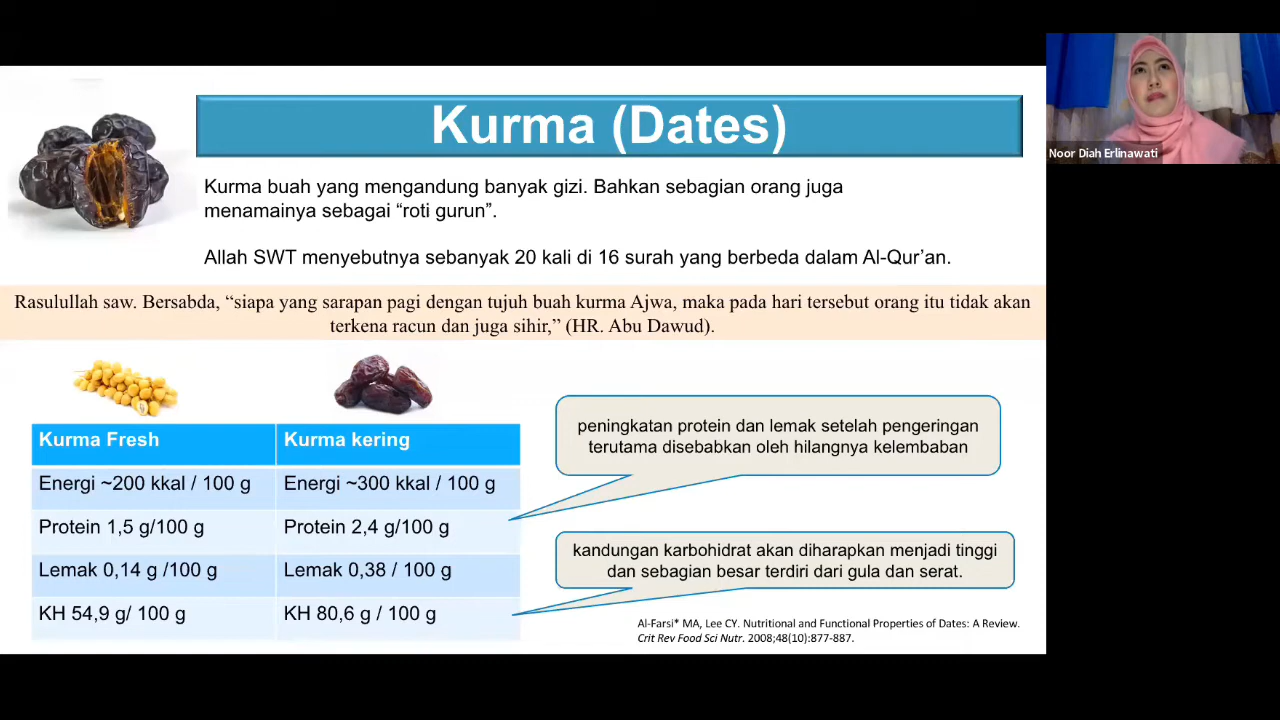 Kurma (Dates)
Noor Diah Erlinawati
Kurma buah yang mengandung banyak gizi. Bahkan sebagian orang juga
menamainya sebagai “roti gurun”.
Allah SWT menyebutnya sebanyak 20 kali di 16 surah yang berbeda dalam Al-Qur’an.
Rasulullah saw. Bersabda, “siapa yang sarapan pagi dengan tujuh buah kurma Ajwa, maka pada hari tersebut orang itu tidak akan
terkena racun dan juga sihir,” (HR. Abu Dawud).
Kurma Fresh Kurma kering
Energi ~200 kkal / 100 g Energi ~300 kkal / 100 g
Protein 1,5 g/100 g Protein 2,4 g/100 g
Lemak 0,14 g /100 g Lemak 0,38 / 100 g
KH 54,9 g/ 100 g KH 80,6 g / 100 g
peningkatan protein dan lemak setelah pengeringan
terutama disebabkan oleh hilangnya kelembaban
kandungan karbohidrat akan diharapkan menjadi tinggi
dan sebagian besar terdiri dari gula dan serat.
Al-Farsi* MA, Lee CY. Nutritional and Functional Properties of Dates: A Review.
Crit Rev Food Sci Nutr. 2008;48(10):877-887.